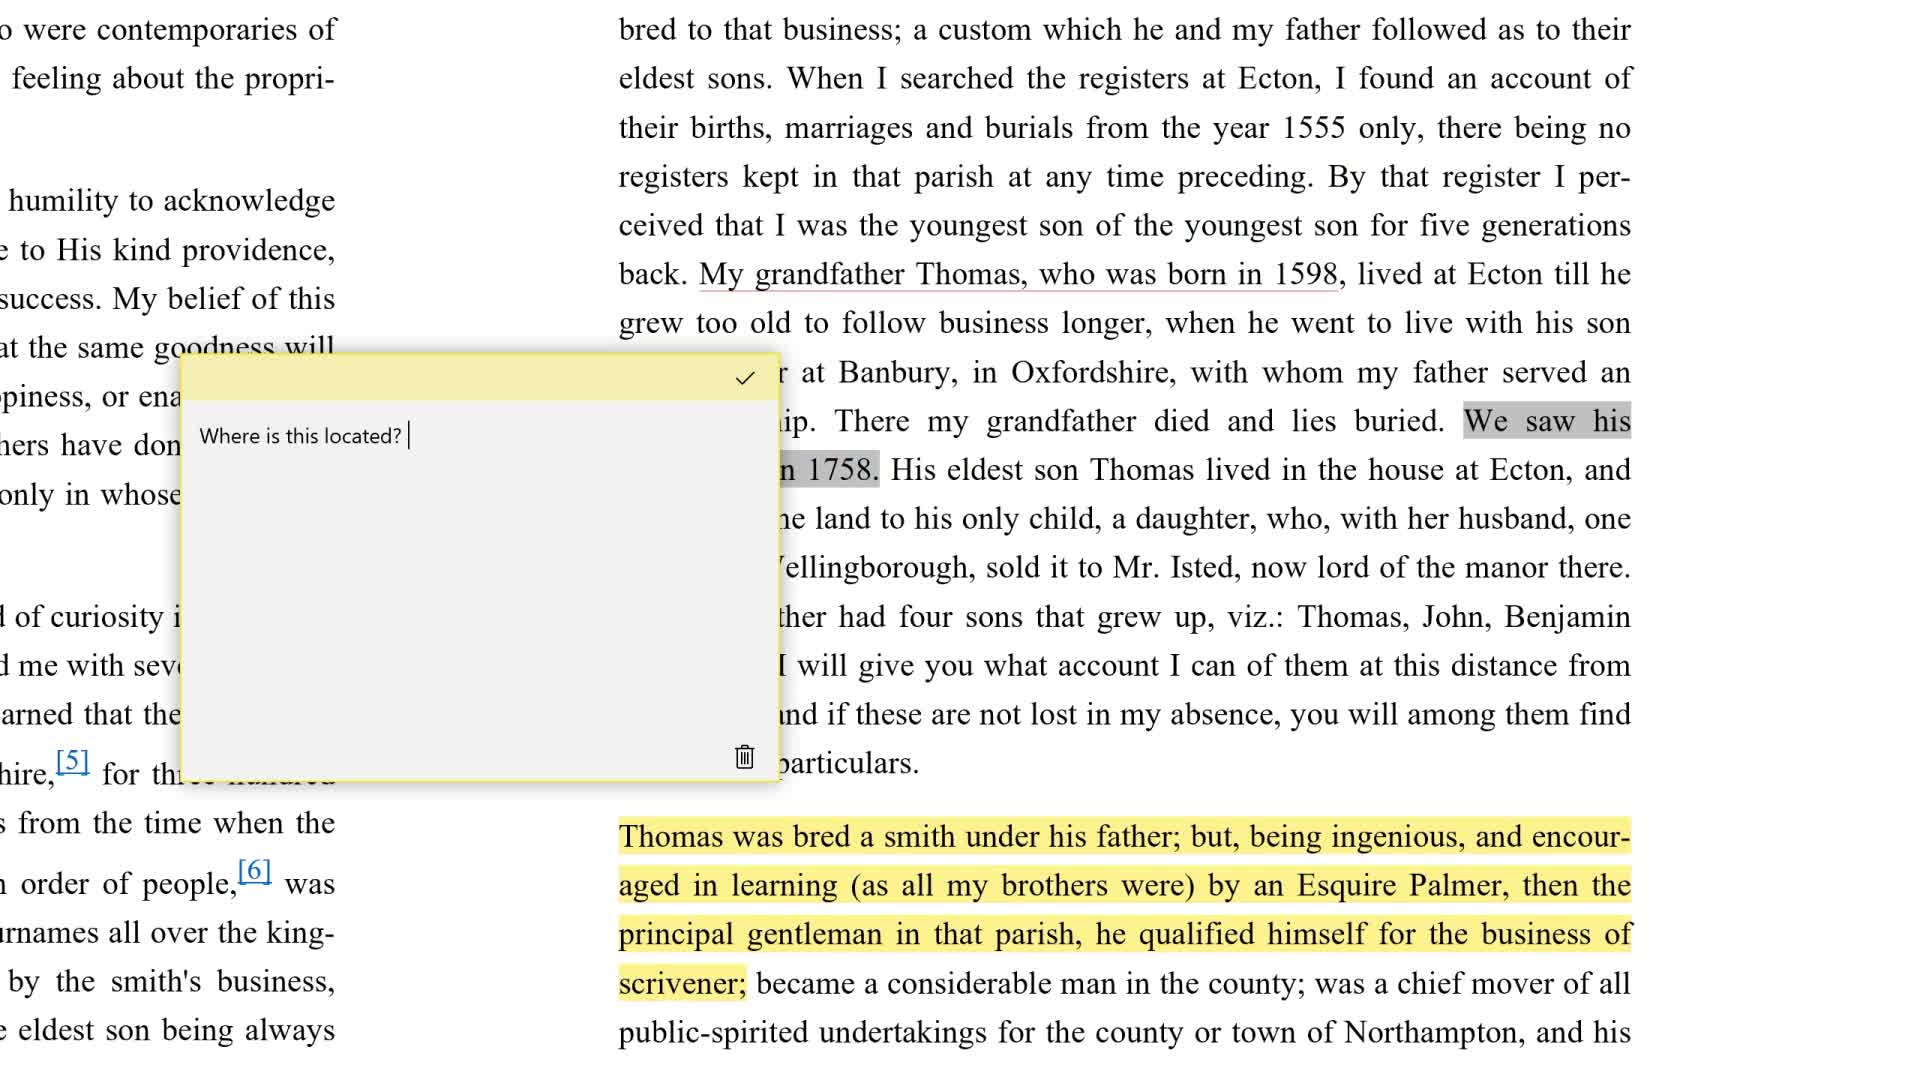 o were contemporaries of
feeling about the propri-
humility to acknowledge
e to His kind providence,
success. My belief of this
at the same goodness will
piness, or ena
hers have don
only in whose
d of curiosity i
d me with seve
arned that the
hire,[5] for three hundred
s from the time when the
n order of people,[6] was
urnames all over the king-
by the smith's business,
e eldest son being always
Where is this located?
bred to that business; a custom which he and my father followed as to their
eldest sons. When I searched the registers at Ecton, I found an account of
their births, marriages and burials from the year 1555 only, there being no
registers kept in that parish at any time preceding. By that register I per-
ceived that I was the youngest son of the youngest son for five generations
back. My grandfather Thomas, who was born in 1598, lived at Ecton till he
grew too old to follow business longer, when he went to live with his son
r at Banbury, in Oxfordshire, with whom my father served an
ip. There my grandfather died and lies buried. We saw his
n 1758. His eldest son Thomas lived in the house at Ecton, and
he land to his only child, a daughter, who, with her husband, one
Wellingborough, sold it to Mr. Isted, now lord of the manor there.
ther had four sons that grew up, viz.: Thomas, John, Benjamin
I will give you what account I can of them at this distance from
and if these are not lost in my absence, you will among them find
particulars.
Thomas was bred a smith under his father; but, being ingenious, and encour-
aged in learning (as all my brothers were) by an Esquire Palmer, then the
principal gentleman in that parish, he qualified himself for the business of
scrivener; became a considerable man in the county; was a chief mover of all
public-spirited undertakings for the county or town of Northampton, and his